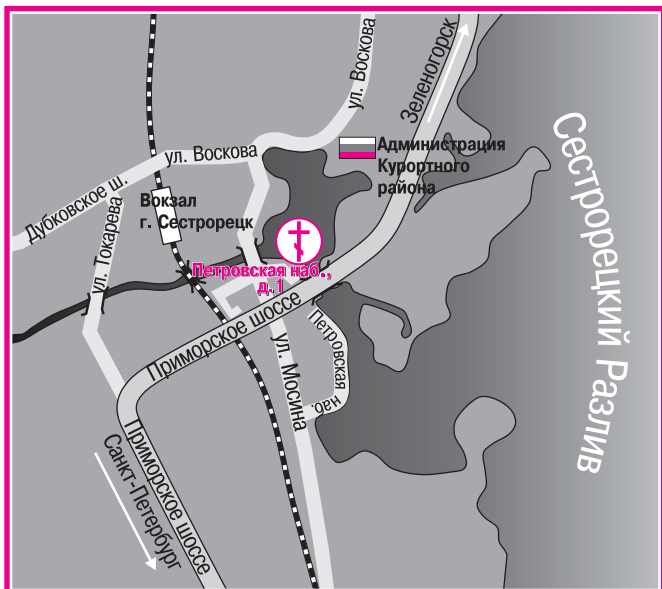 ул. Воскова
Зеленогорск
ул. Воскова
Администрация
Курортного
района
Сестрорецкий Разлив
Дубковское ш.
ул. Токарева
Вокзал
г. Сестрорецк
Петровская наб.,
д.1
Приморское шоссе
Петровская
наб.
ул. Мосина
Приморское шоссе
Санкт-Петербург